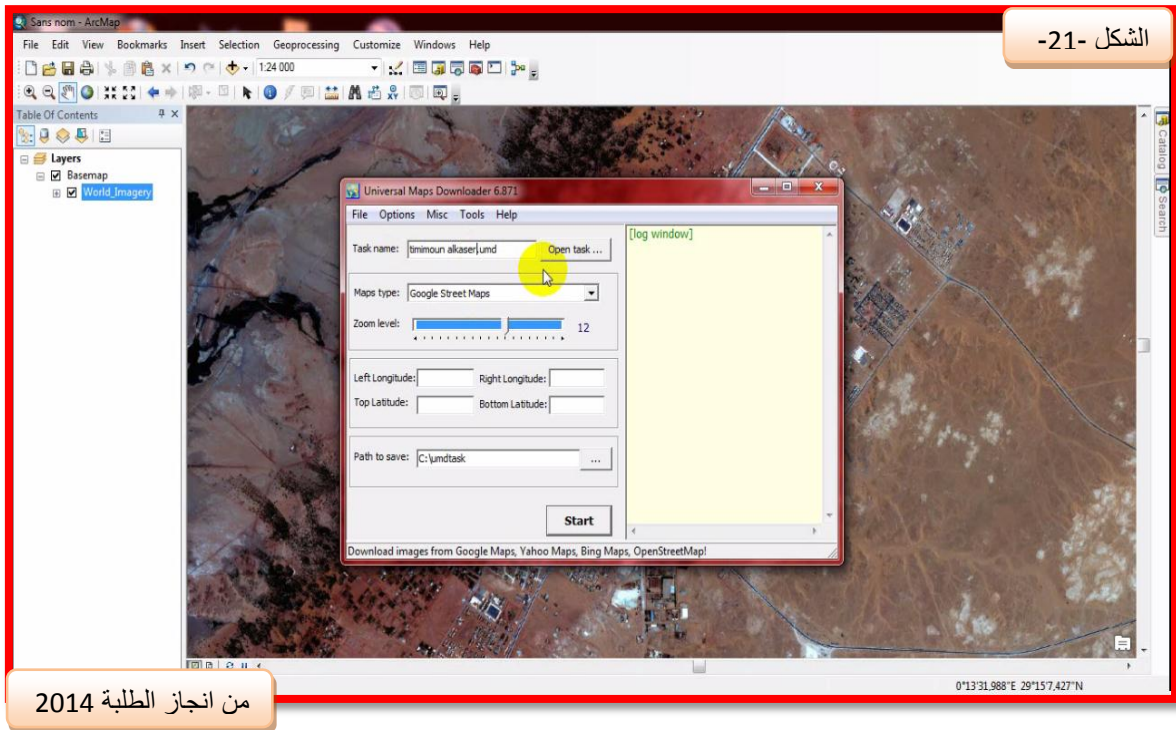 Sans nom - ArcMap
الشكل -21-
File Edit View Bookmarks Insert Selection Geoprocessing Customize Windows Help
1:24 000
Table Of Contents
Layers
Basemap
World_Imagery
Catalog
Search
Universal Maps Downloader 6.871
File Options Misc Tools Help
Task name: timimoun alkaser.umd Open task ...
[log window]
Maps type: Google Street Maps
Zoom level: 12
Left Longitude: Right Longitude:
Top Latitude: Bottom Latitude:
Path to save: C:\umdtask ...
Start
Download images from Google Maps, Yahoo Maps, Bing Maps, OpenStreetMap!
0°13'31,988"E 29°15'7,427"N
من انجاز الطلبة 2014